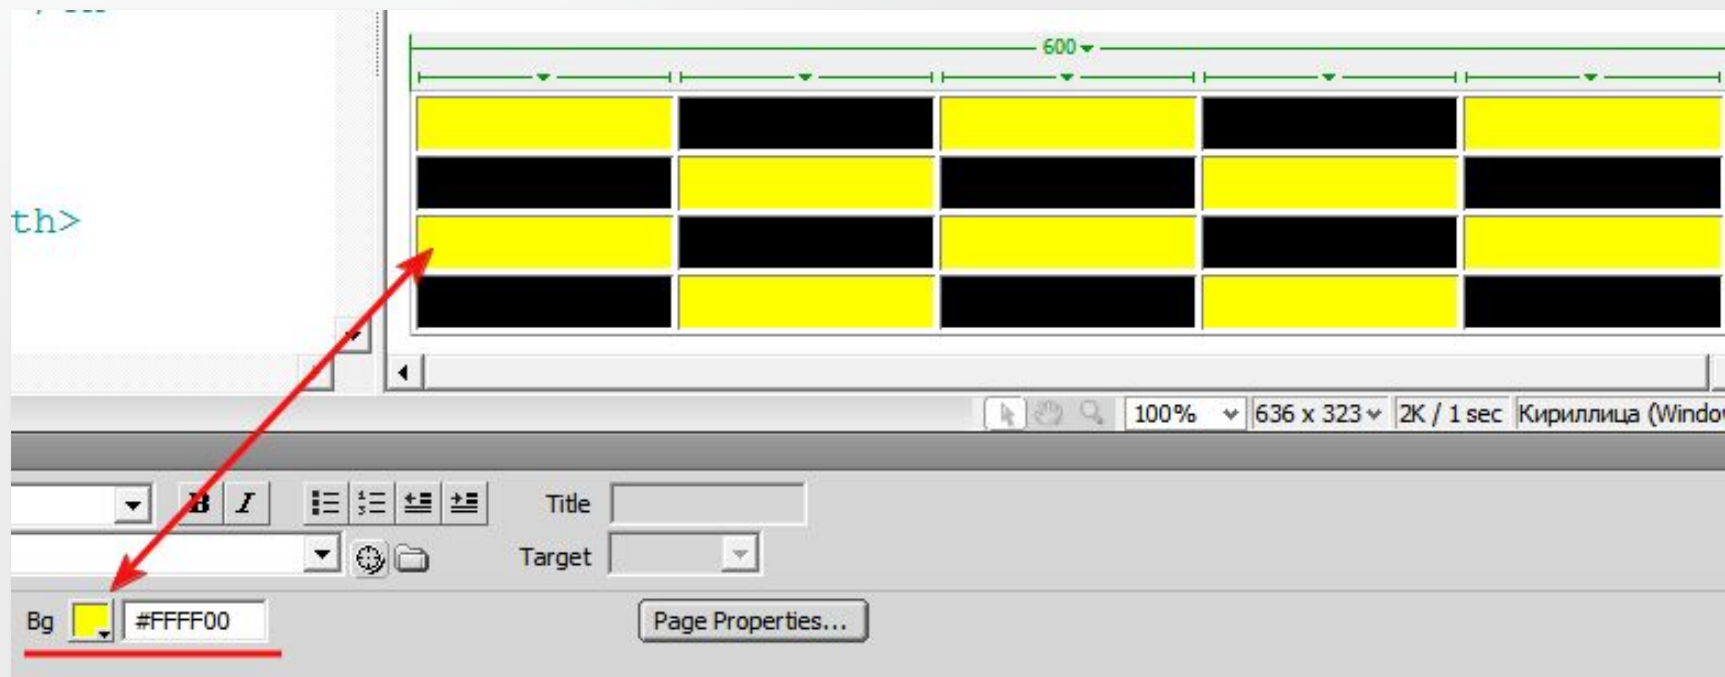 600
th>
100%
636 x 323
2K / 1 sec
Кириллица (Windo
B I
Title
Target
Bg
#FFFF00
Page Properties...